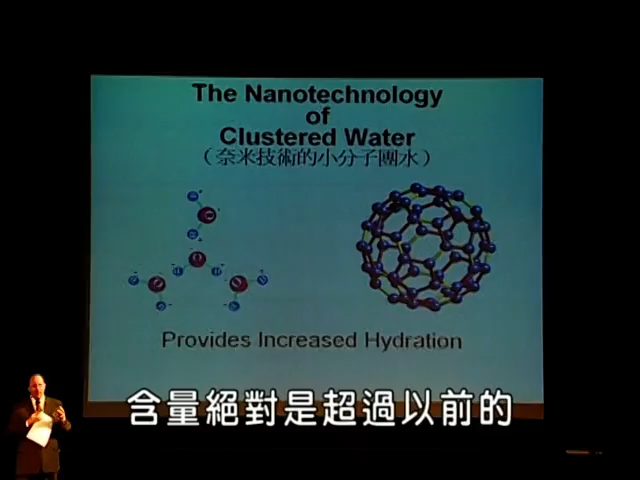 The Nanotechnology
of
Clustered Water
（奈米技術的小分子團水）
Provides Increased Hydration
含量絕對是超過以前的